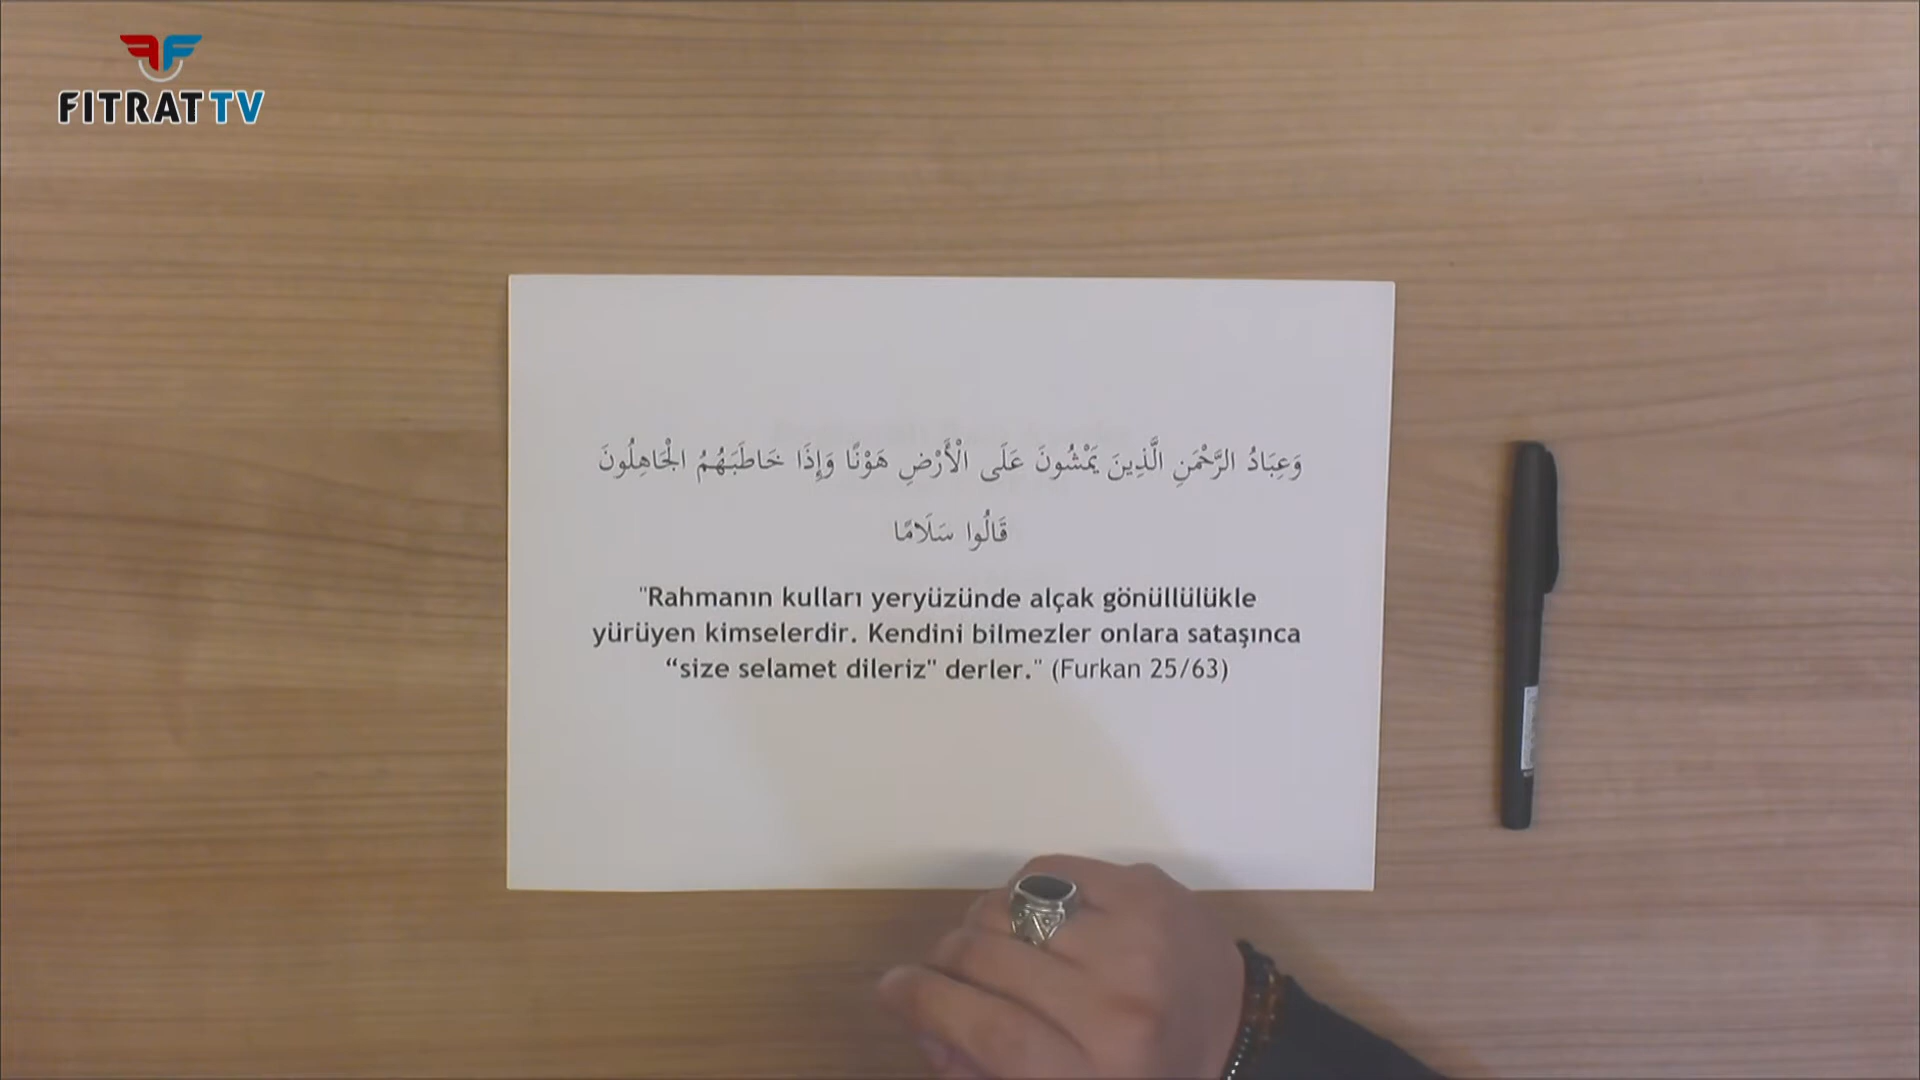 FITRAT TV
وَعِبَادُ الرَّحْمَنِ الَّذِينَ يَمْشُونَ عَلَى الْأَرْضِ هَوْنًا وَإِذَا خَاطَبَهُمُ الْجَاهِلُونَ
قَالُوا سَلَامًا
"Rahmanın kulları yeryüzünde alçak gönüllülükle
yürüyen kimselerdir. Kendini bilmezler onlara sataşınca
“size selamet dileriz" derler." (Furkan 25/63)